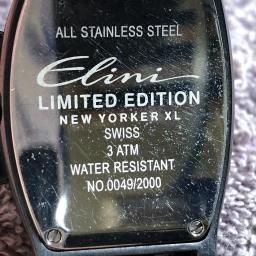 ALL STAINLESS STEEL
Elini
LIMITED EDITION
NEW YORKER XL
SWISS
3 ATM
WATER RESISTANT
NO.0049/2000